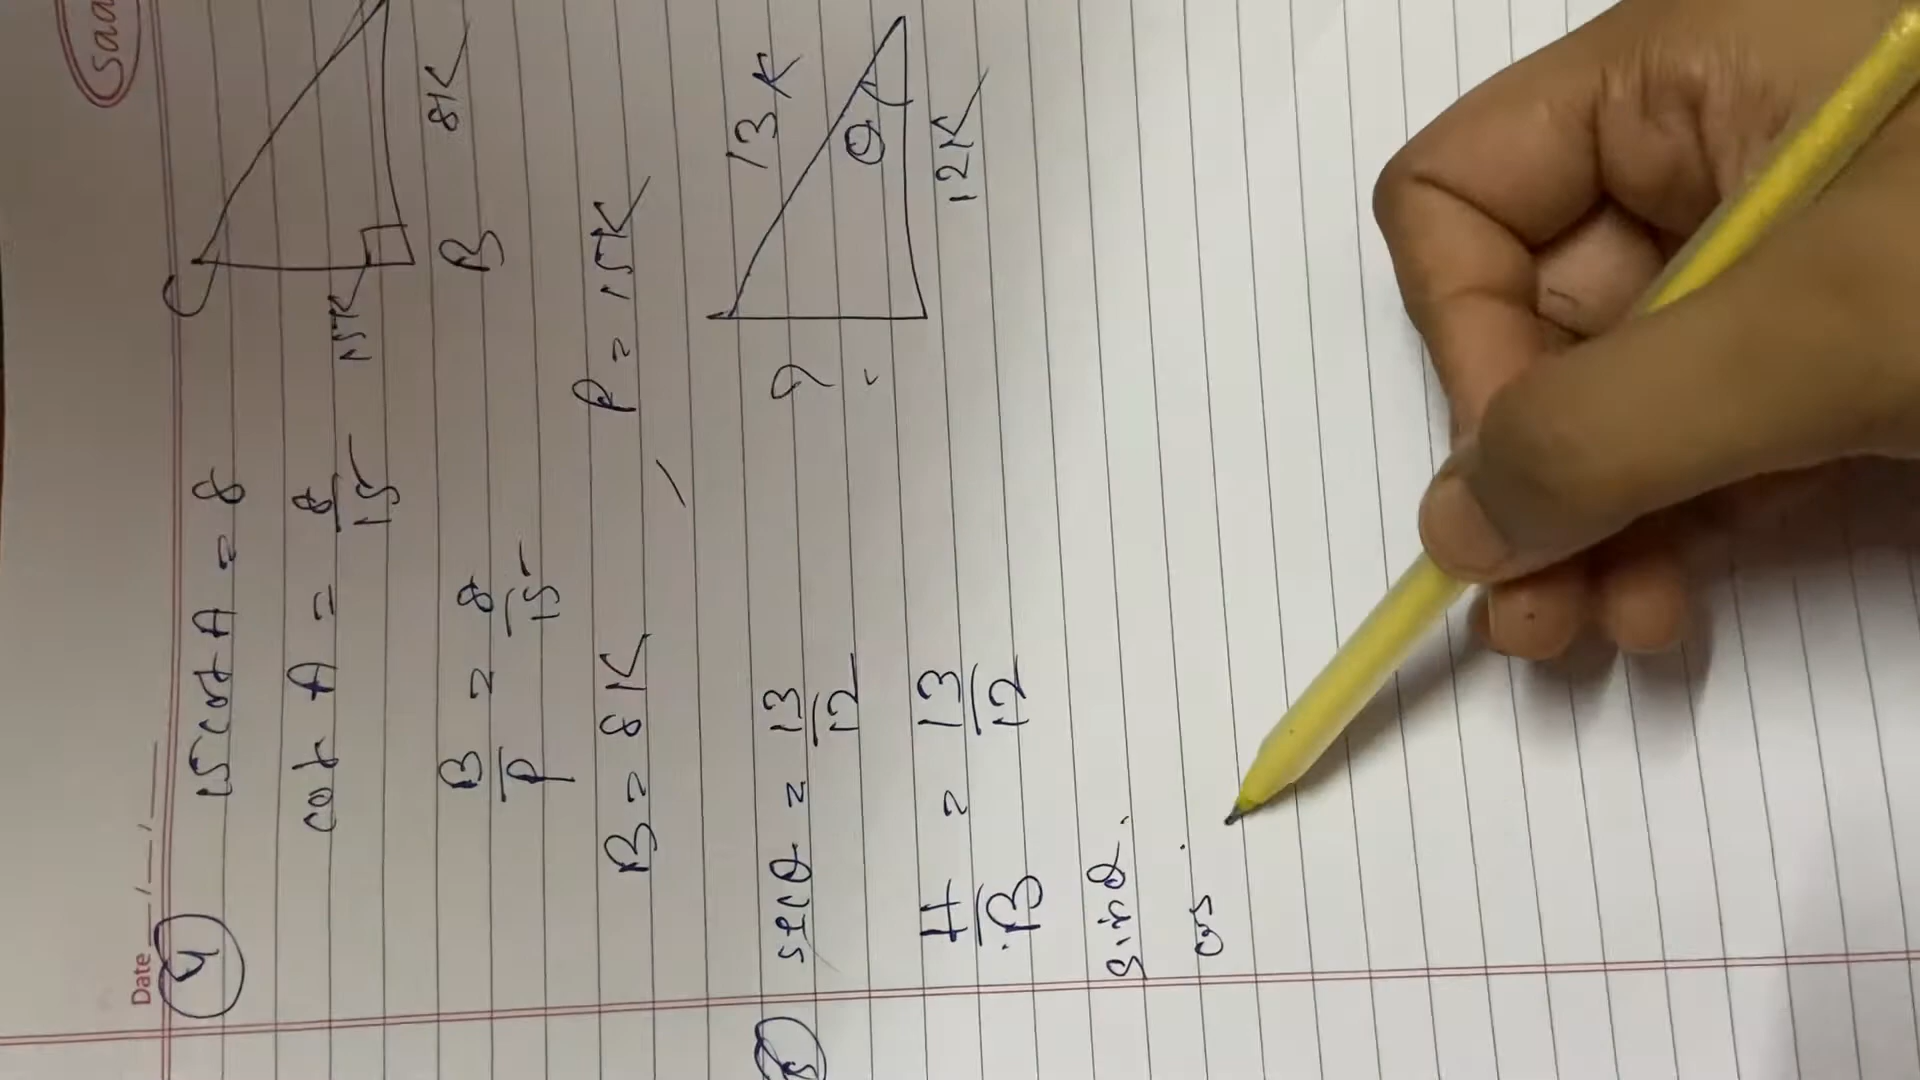 Saa
Date
4
15 cot A = 8
cot A = 8/15
C
15K
8K
B
B/P = 8/15
B = 8K
P = 15K
5
sec θ = 13/12
13K
θ
12K
?
H/B = 13/12
sin θ
cos